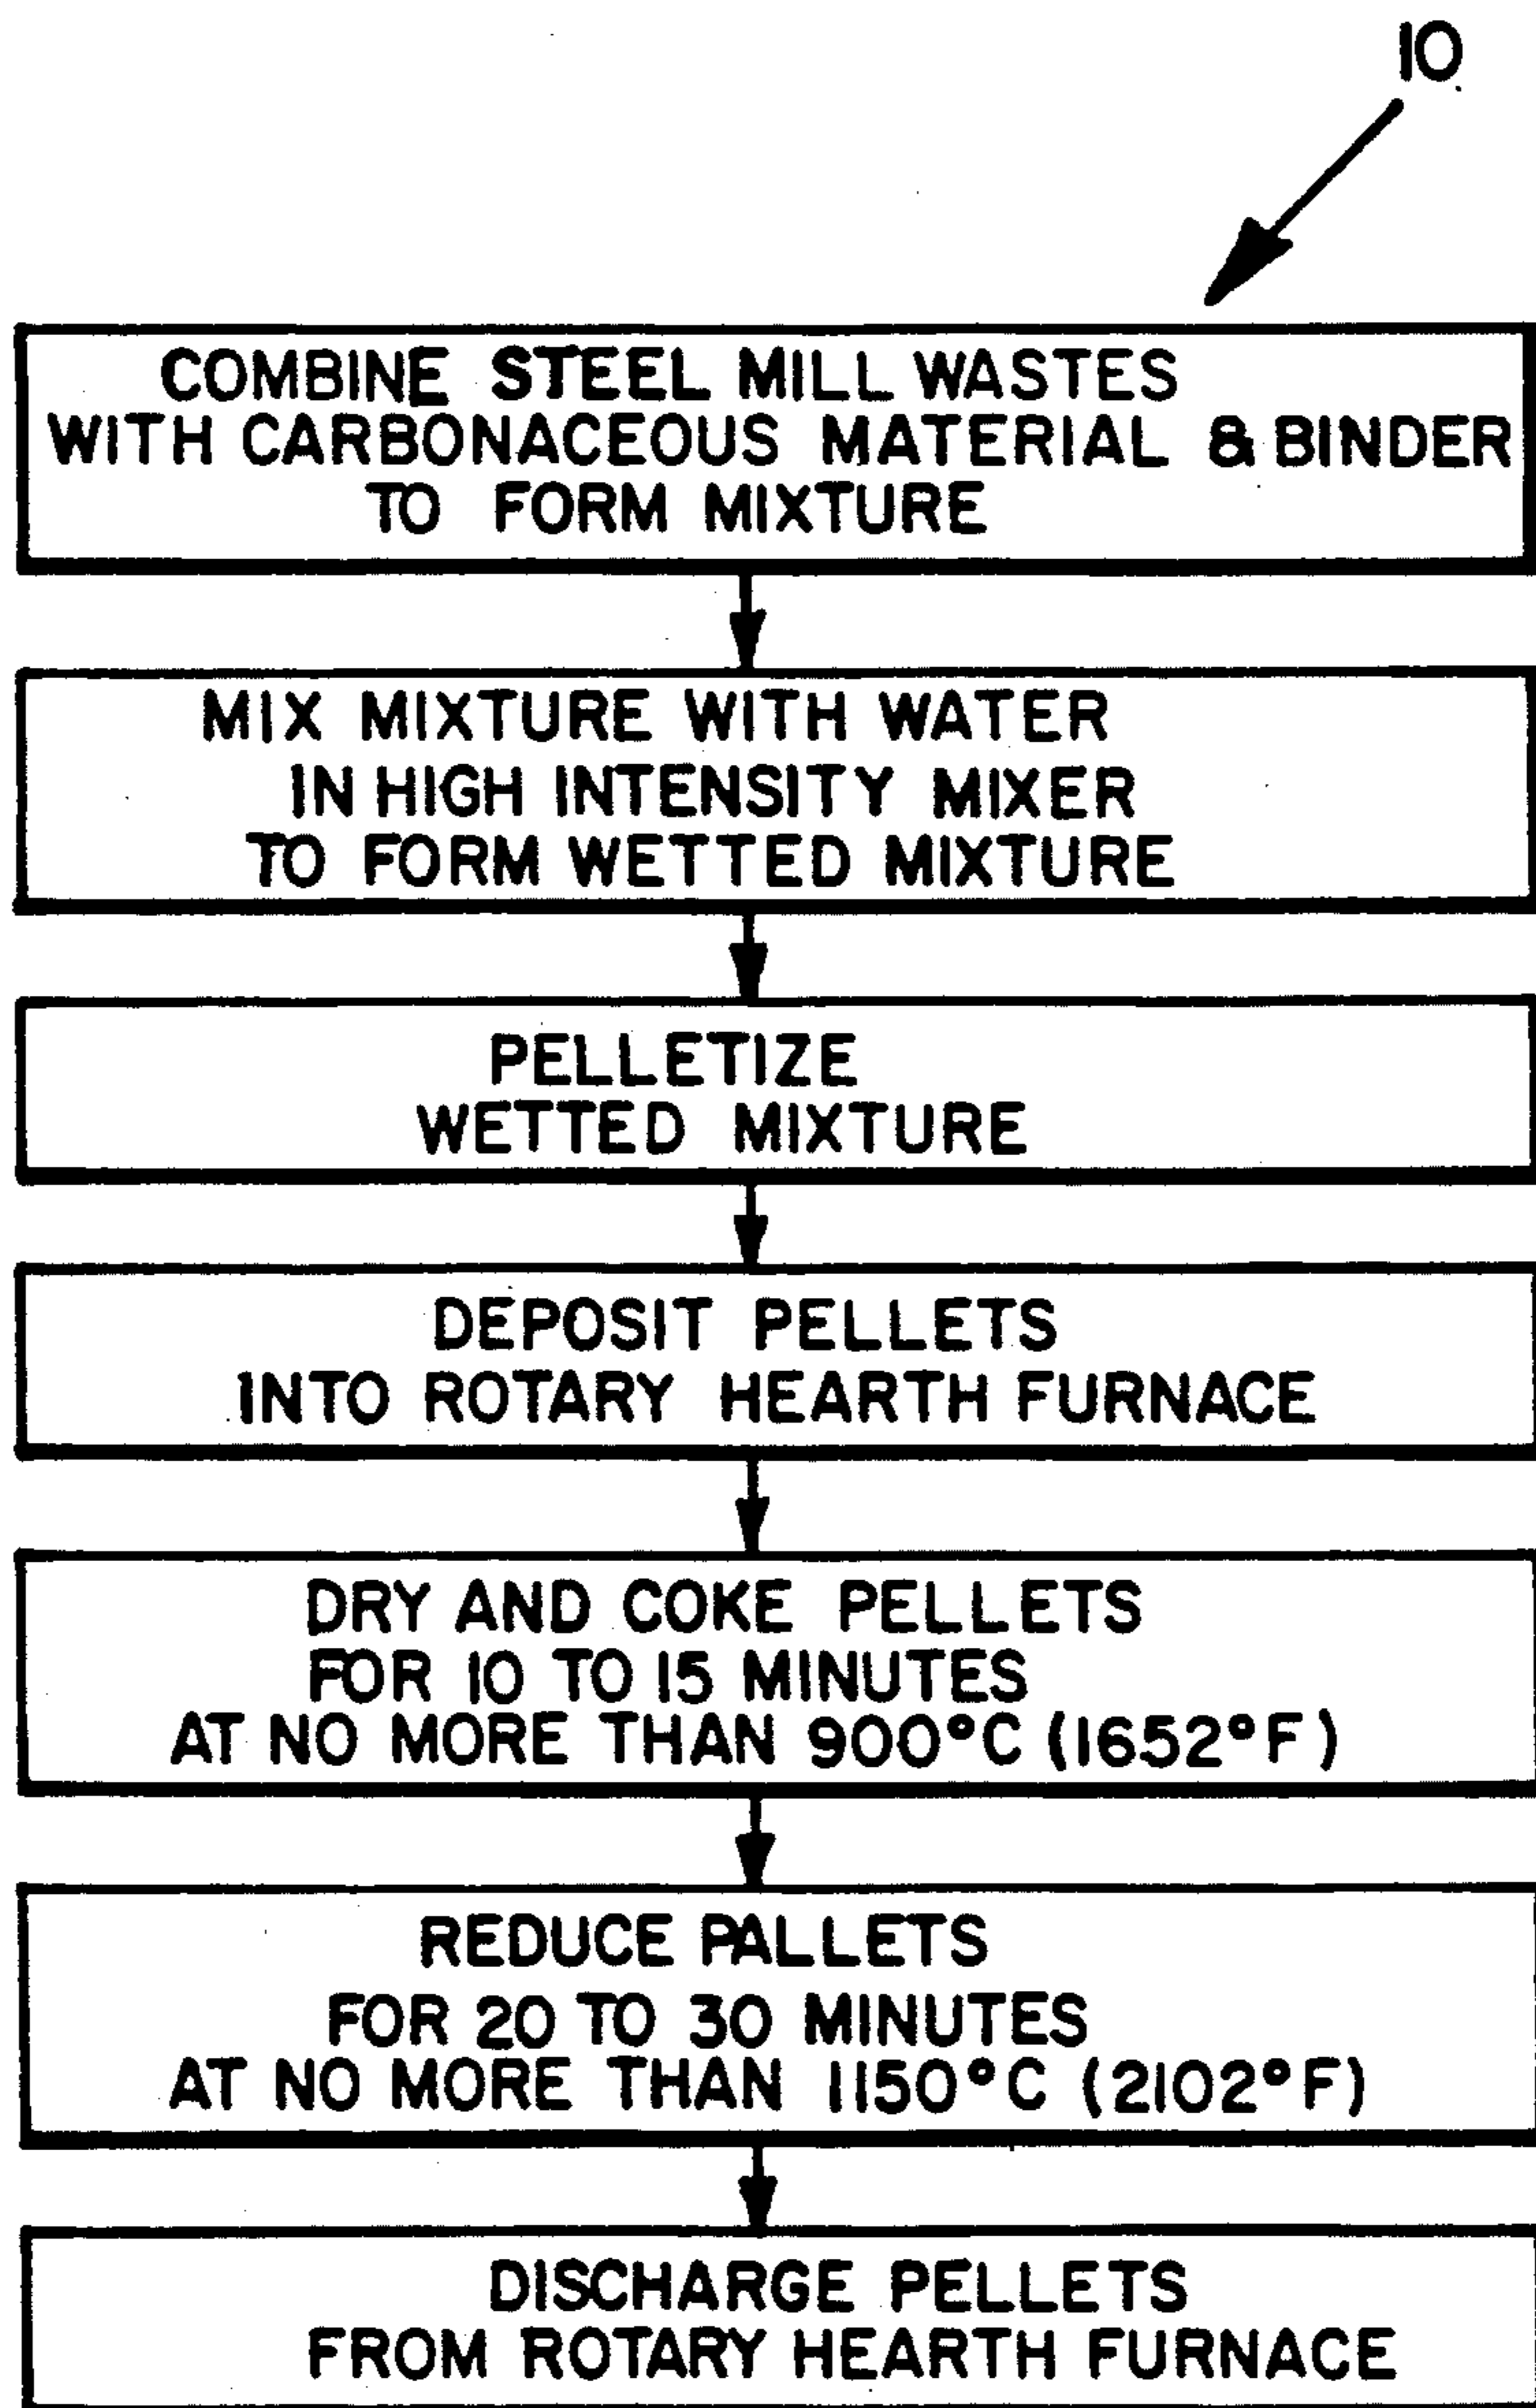 10
COMBINE STEEL MILL WASTES
WITH CARBONACEOUS MATERIAL & BINDER
TO FORM MIXTURE
MIX MIXTURE WITH WATER
IN HIGH INTENSITY MIXER
TO FORM WETTED MIXTURE
PELLETIZE
WETTED MIXTURE
DEPOSIT PELLETS
INTO ROTARY HEARTH FURNACE
DRY AND COKE PELLETS
FOR 10 TO 15 MINUTES
AT NO MORE THAN 900°C (1652°F)
REDUCE PALLETS
FOR 20 TO 30 MINUTES
AT NO MORE THAN 1150°C (2102°F)
DISCHARGE PELLETS
FROM ROTARY HEARTH FURNACE